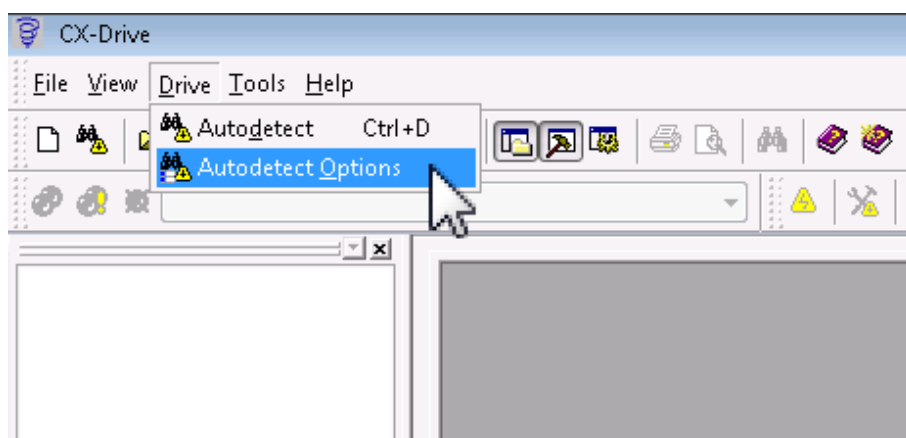 CX-Drive
File View Drive Tools Help
Autodetect Ctrl+D
Autodetect Options